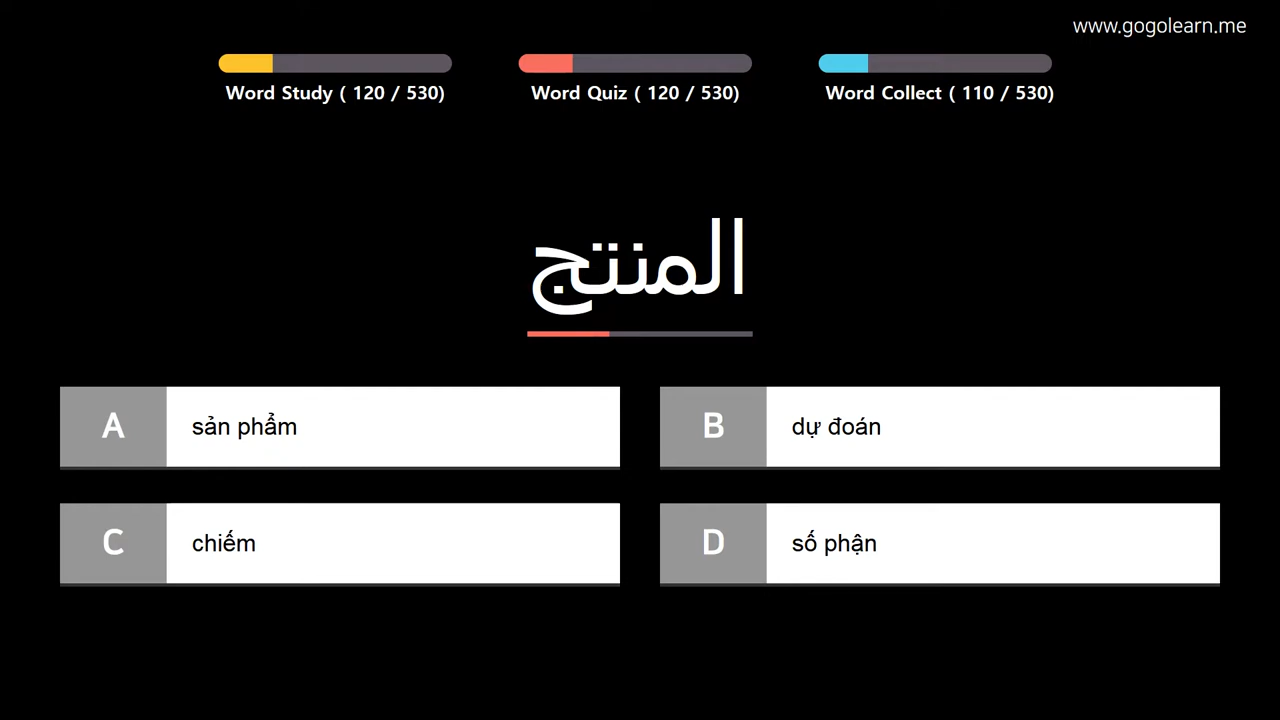 www.gogolearn.me
Word Study ( 120 / 530)
Word Quiz ( 120 / 530)
Word Collect ( 110 / 530)
المنتج
A sản phẩm
B dự đoán
C chiếm
D số phận